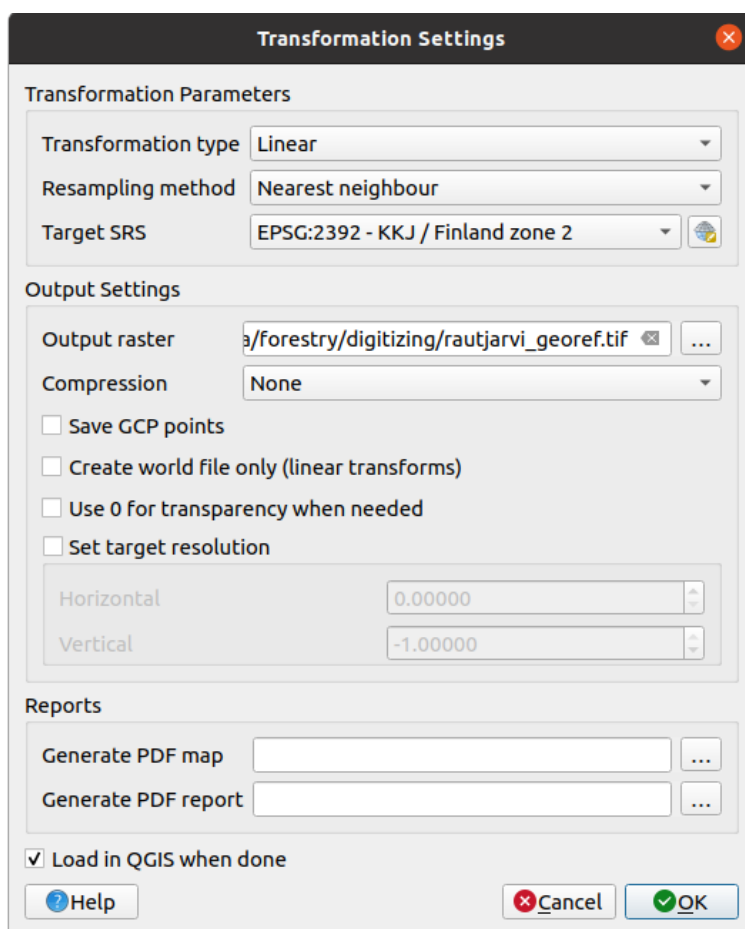 Transformation Settings
Transformation Parameters
Transformation type Linear
Resampling method Nearest neighbour
Target SRS EPSG:2392 - KKJ / Finland zone 2
Output Settings
Output raster a/forestry/digitizing/rautjarvi_georef.tif ...
Compression None
Save GCP points
Create world file only (linear transforms)
Use 0 for transparency when needed
Set target resolution
Horizontal 0.00000
Vertical -1.00000
Reports
Generate PDF map ...
Generate PDF report ...
Load in QGIS when done
Help Cancel OK